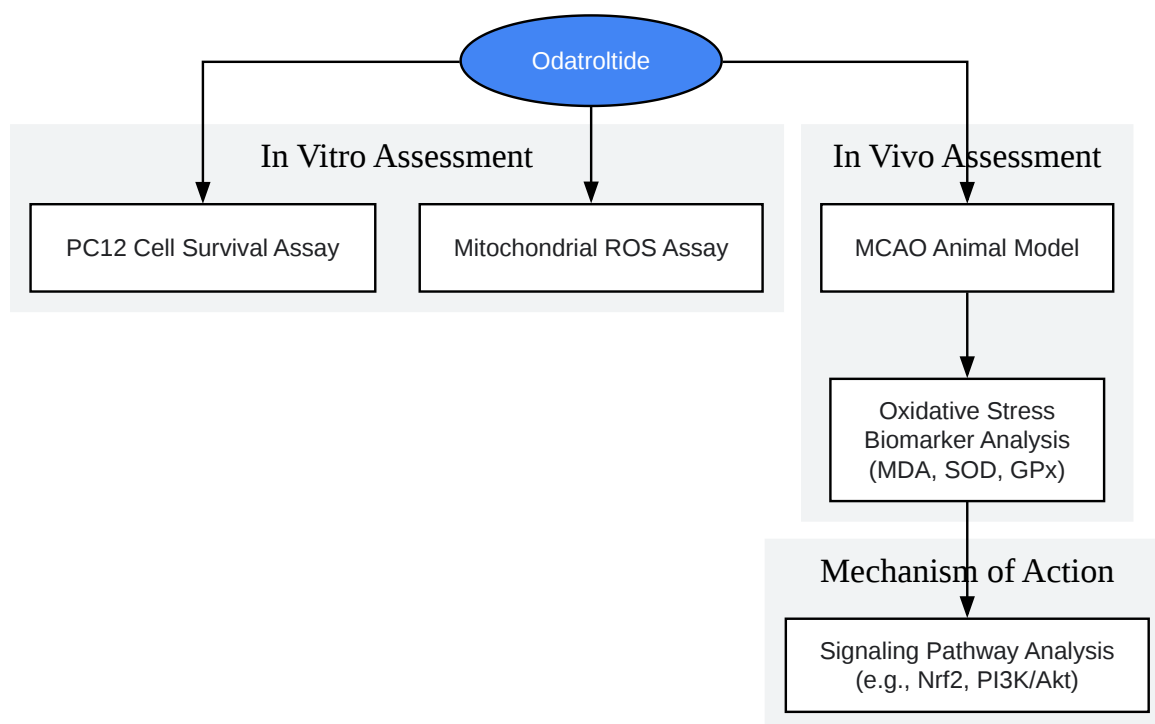 Odatroltide
In Vitro Assessment
In Vivo Assessment
PC12 Cell Survival Assay
Mitochondrial ROS Assay
MCAO Animal Model
Oxidative Stress
Biomarker Analysis
(MDA, SOD, GPx)
Mechanism of Action
Signaling Pathway Analysis
(e.g., Nrf2, PI3K/Akt)